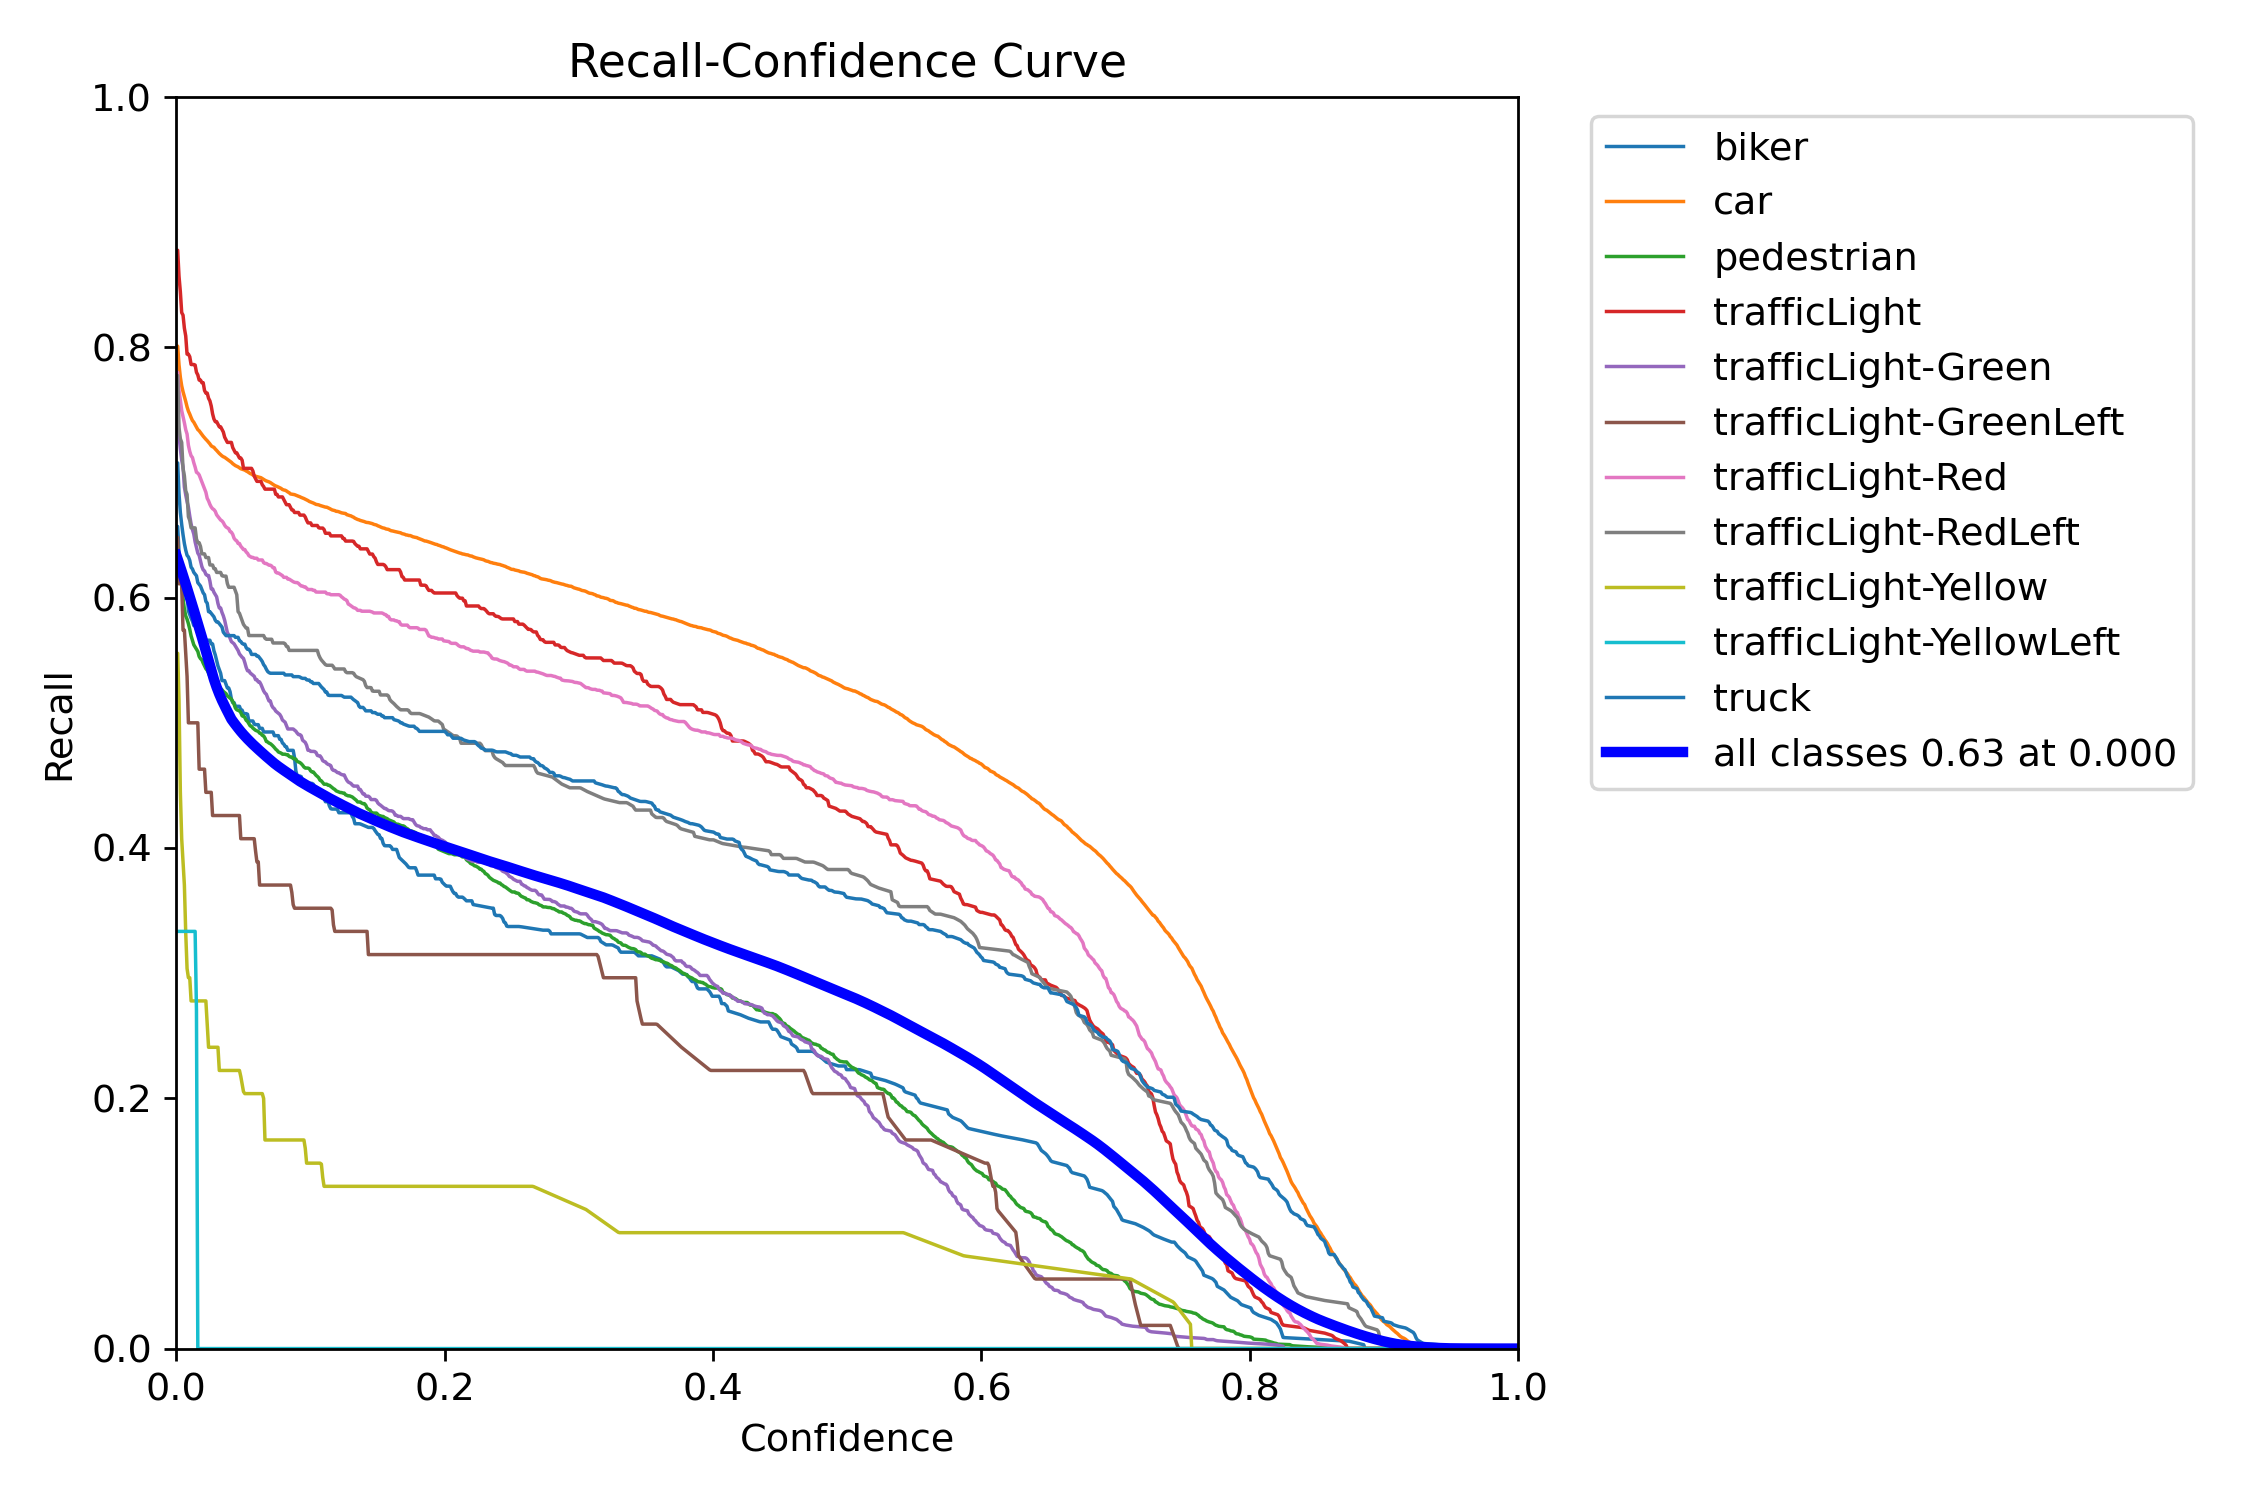 Recall-Confidence Curve
1.0
0.8
0.6
0.4
0.2
0.0
Recall
0.0 0.2 0.4 0.6 0.8 1.0
Confidence
biker
car
pedestrian
trafficLight
trafficLight-Green
trafficLight-GreenLeft
trafficLight-Red
trafficLight-RedLeft
trafficLight-Yellow
trafficLight-YellowLeft
truck
all classes 0.63 at 0.000